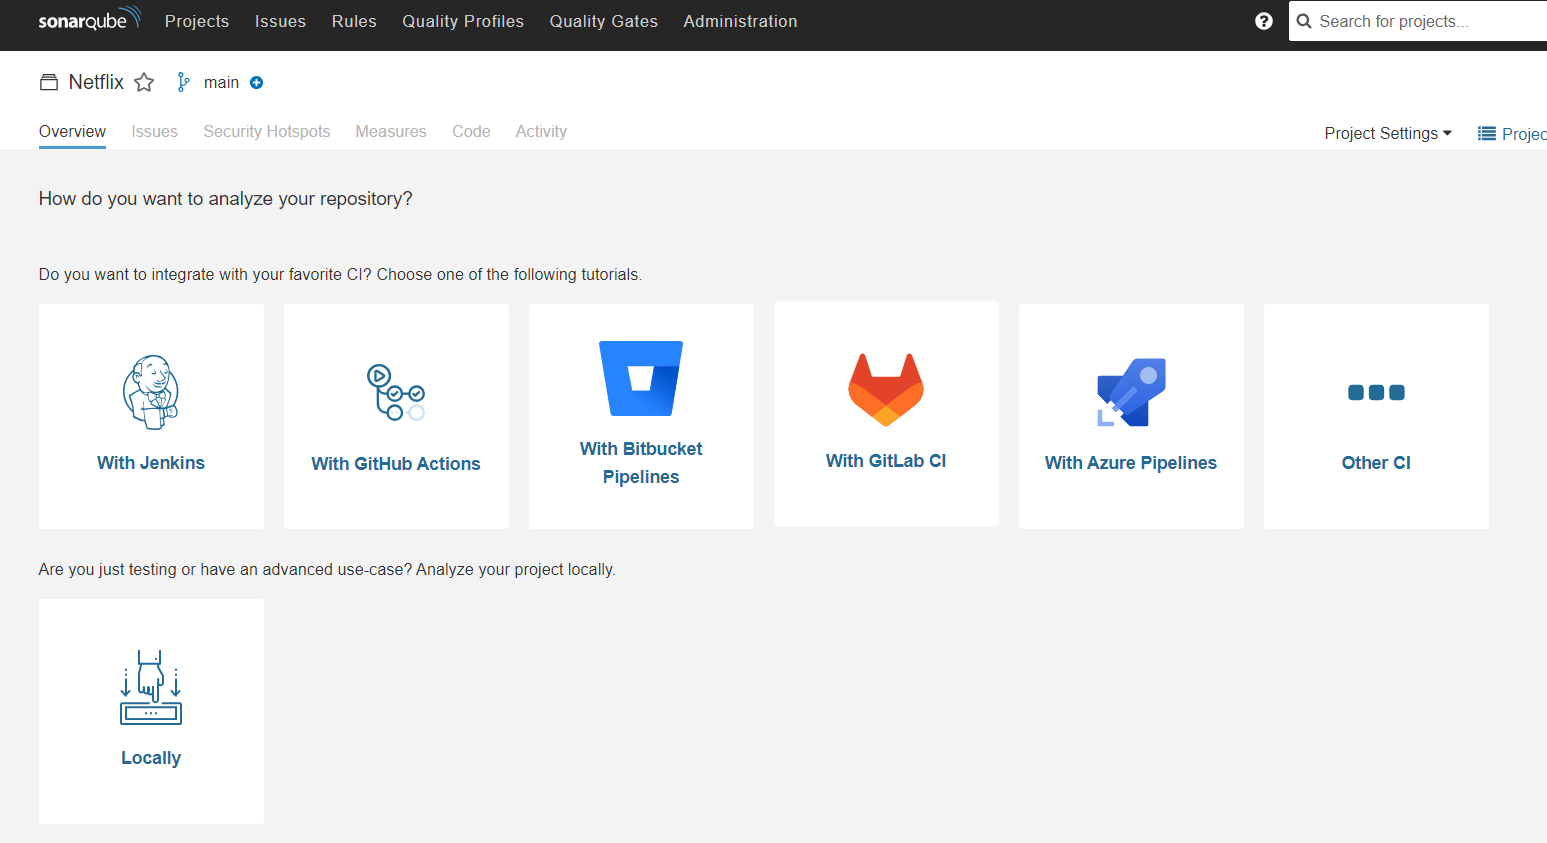 sonarqube Projects Issues Rules Quality Profiles Quality Gates Administration ? Search for projects...
Netflix main
Overview Issues Security Hotspots Measures Code Activity Project Settings Projec
How do you want to analyze your repository?
Do you want to integrate with your favorite CI? Choose one of the following tutorials.
With Jenkins
With GitHub Actions
With Bitbucket
Pipelines
With GitLab CI
With Azure Pipelines
Other CI
Are you just testing or have an advanced use-case? Analyze your project locally.
Locally